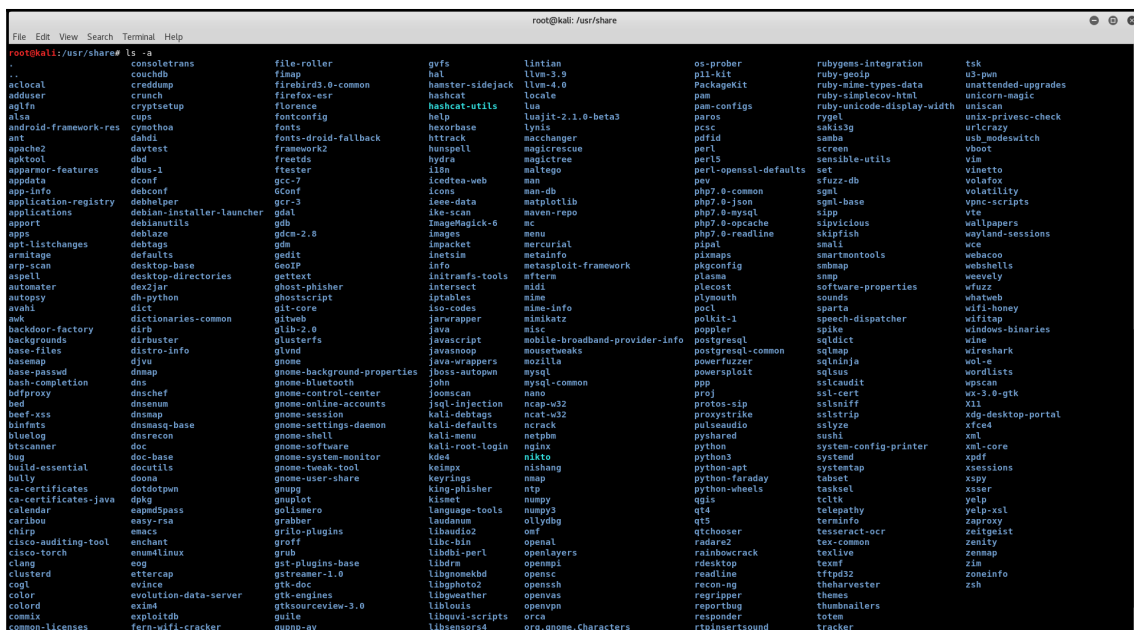 root@kali: /usr/share
File Edit View Search Terminal Help
root@kali:/usr/share# ls -a
. consoletrans file-roller gvfs lintian os-prober rubygems-integration tsk
.. couchdb fimap hal llvm-3.9 p11-kit ruby-geoip u3-pwn
aclocal creddump firebird3.0-common hamster-sidejack llvm-4.0 PackageKit ruby-mime-types-data unattended-upgrades
adduser crunch firefox-esr hashcat locale pam ruby-simplecov-html unicorn-magic
aglfn cryptsetup florence hashcat-utils lua pam-configs ruby-unicode-display-width uniscan
alsa cups fontconfig help luajit-2.1.0-beta3 paros rygel unix-privesc-check
android-framework-res cymothoa fonts hexorbase lynis pcsc sakis3g urlcrazy
ant dahdi fonts-droid-fallback httrack macchanger pdfid samba usb_modeswitch
apache2 davtest framework2 hunspell magicrescue perl screen vboot
apktool dbd freetds hydra magictree perl5 sensible-utils vim
apparmor-features dbus-1 ftester i18n maltego perl-openssl-defaults set vinetto
appdata dconf gcc-7 icedtea-web man pev sfuzz-db volafox
app-info debconf GConf icons man-db php7.0-common sgml volatility
application-registry debhelper gcr-3 ieee-data matplotlib php7.0-json sgml-base vpnc-scripts
applications debian-installer-launcher gdal ike-scan maven-repo php7.0-mysql sipp vte
apport debianutils gdb ImageMagick-6 mc php7.0-opcache sipvicious wallpapers
apps deblaze gdcm-2.8 images menu php7.0-readline skipfish wayland-sessions
apt-listchanges debtags gdm impacket mercurial pipal smali wce
armitage defaults gedit inetsim metainfo pixmaps smartmontools webacoo
arp-scan desktop-base GeoIP info metasploit-framework pkgconfig smbmap webshells
aspell desktop-directories gettext initramfs-tools mfterm plasma snmp weevely
automater dex2jar ghost-phisher intersect midi plecost software-properties wfuzz
autopsy dh-python ghostscript iptables mime plymouth sounds whatweb
avahi dict git-core iso-codes mime-info pocl sparta wifi-honey
awk dictionaries-common gitweb jarwrapper mimikatz polkit-1 speech-dispatcher wifitap
backdoor-factory dirb glib-2.0 java misc poppler spike windows-binaries
backgrounds dirbuster glusterfs javascript mobile-broadband-provider-info postgresql sqldict wine
base-files distro-info glvnd javasnoop mousetweaks postgresql-common sqlmap wireshark
basemap djvu gnome java-wrappers mozilla powerfuzzer sqlninja wol-e
base-passwd dnmap gnome-background-properties jboss-autopwn mysql powersploit sqlsus wordlists
bash-completion dns gnome-bluetooth john mysql-common ppp sslcaudit wpscan
bdfproxy dnschef gnome-control-center joomscan nano proj ssl-cert wx-3.0-gtk
bed dnsenum gnome-online-accounts jsql-injection ncap-w32 protos-sip sslsniff X11
beef-xss dnsmap gnome-session kali-debtags ncat-w32 proxystrike sslstrip xdg-desktop-portal
binfmts dnsmasq-base gnome-settings-daemon kali-defaults ncrack pulseaudio sslyze xfce4
bluelog dnsrecon gnome-shell kali-menu netpbm pyshared sushi xml
btscanner doc gnome-software kali-root-login nginx python system-config-printer xml-core
bug doc-base gnome-system-monitor kde4 nikto python3 systemd xpdf
build-essential docutils gnome-tweak-tool keimpx nishang python-apt systemtap xsessions
bully doona gnome-user-share keyrings nmap python-faraday tabset xspy
ca-certificates dotdotpwn gnupg king-phisher ntp python-wheels tasksel xsser
ca-certificates-java dpkg gnuplot kismet numpy qgis tcltk yelp
calendar eapmd5pass golismero language-tools numpy3 qt4 telepathy yelp-xsl
caribou easy-rsa grabber laudanum ollydbg qt5 terminfo zaproxy
chirp emacs grilo-plugins libaudio2 omf qtchooser tesseract-ocr zeitgeist
cisco-auditing-tool enchant groff libc-bin openal radare2 tex-common zenity
cisco-torch enum4linux grub libdbi-perl openlayers rainbowcrack texlive zenmap
clang eog gst-plugins-base libdrm openmpi rdesktop texmf zim
clusterd ettercap gstreamer-1.0 libgnomekbd opensc readline tftpd32 zoneinfo
cogl evince gtk-doc libgphoto2 openssh recon-ng theharvester zsh
color evolution-data-server gtk-engines libgweather openvas regripper themes
colord exim4 gtksourceview-3.0 liblouis openvpn reportbug thumbnailers
commix exploitdb guile libquvi-scripts orca responder totem
common-licenses fern-wifi-cracker gupnp-av libsensors4 org.gnome.Characters rtpinsertsound tracker